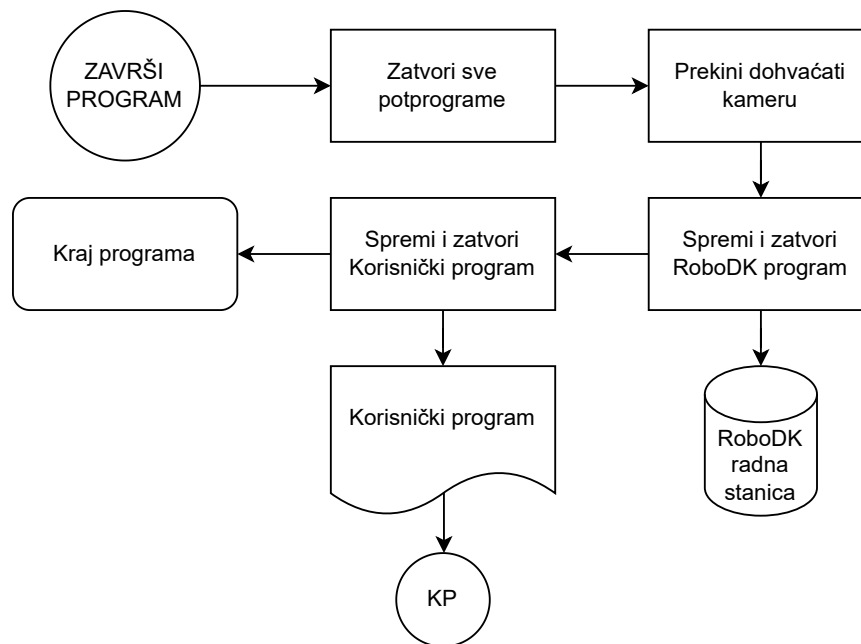 ZAVRŠI
PROGRAM
Zatvori sve
potprograme
Prekini dohvaćati
kameru
Kraj programa
Spremi i zatvori
Korisnički program
Spremi i zatvori
RoboDK program
Korisnički program
RoboDK
radna
stanica
KP